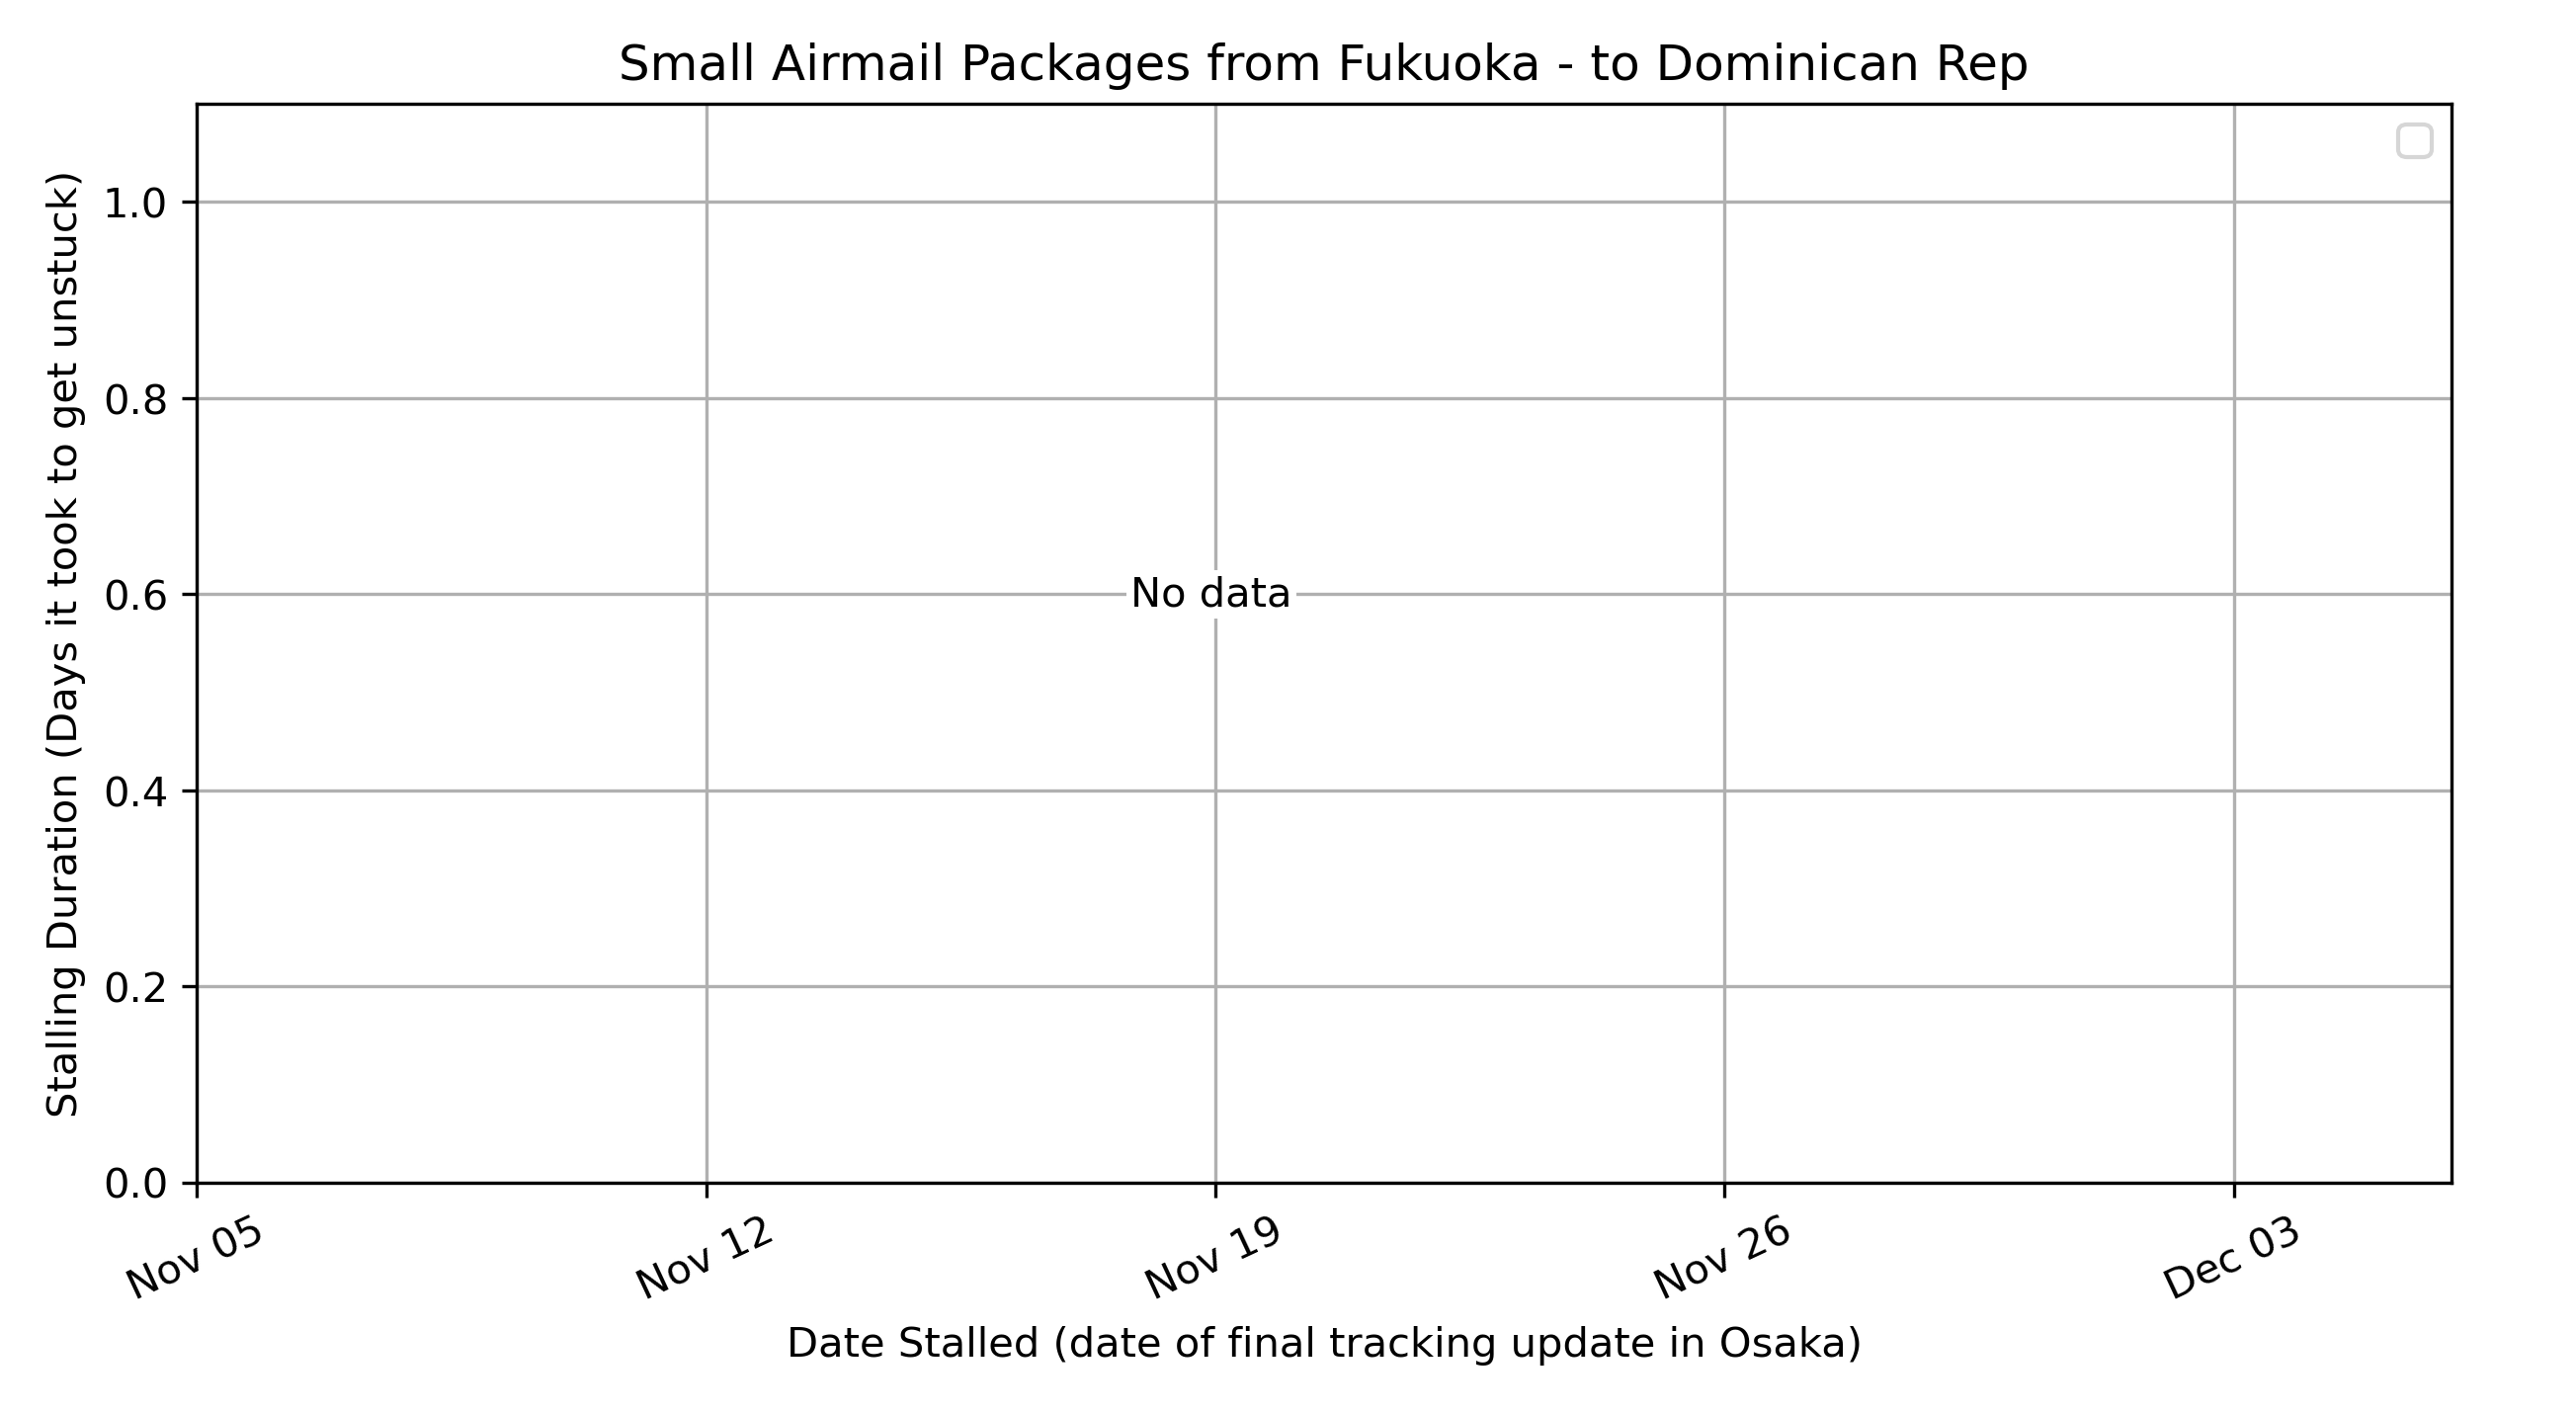 Small Airmail Packages from Fukuoka - to Dominican Rep
Stalling Duration (Days it took to get unstuck)
1.0
0.8
0.6
0.4
0.2
0.0
No data
Nov 05
Nov 12
Nov 19
Nov 26
Dec 03
Date Stalled (date of final tracking update in Osaka)